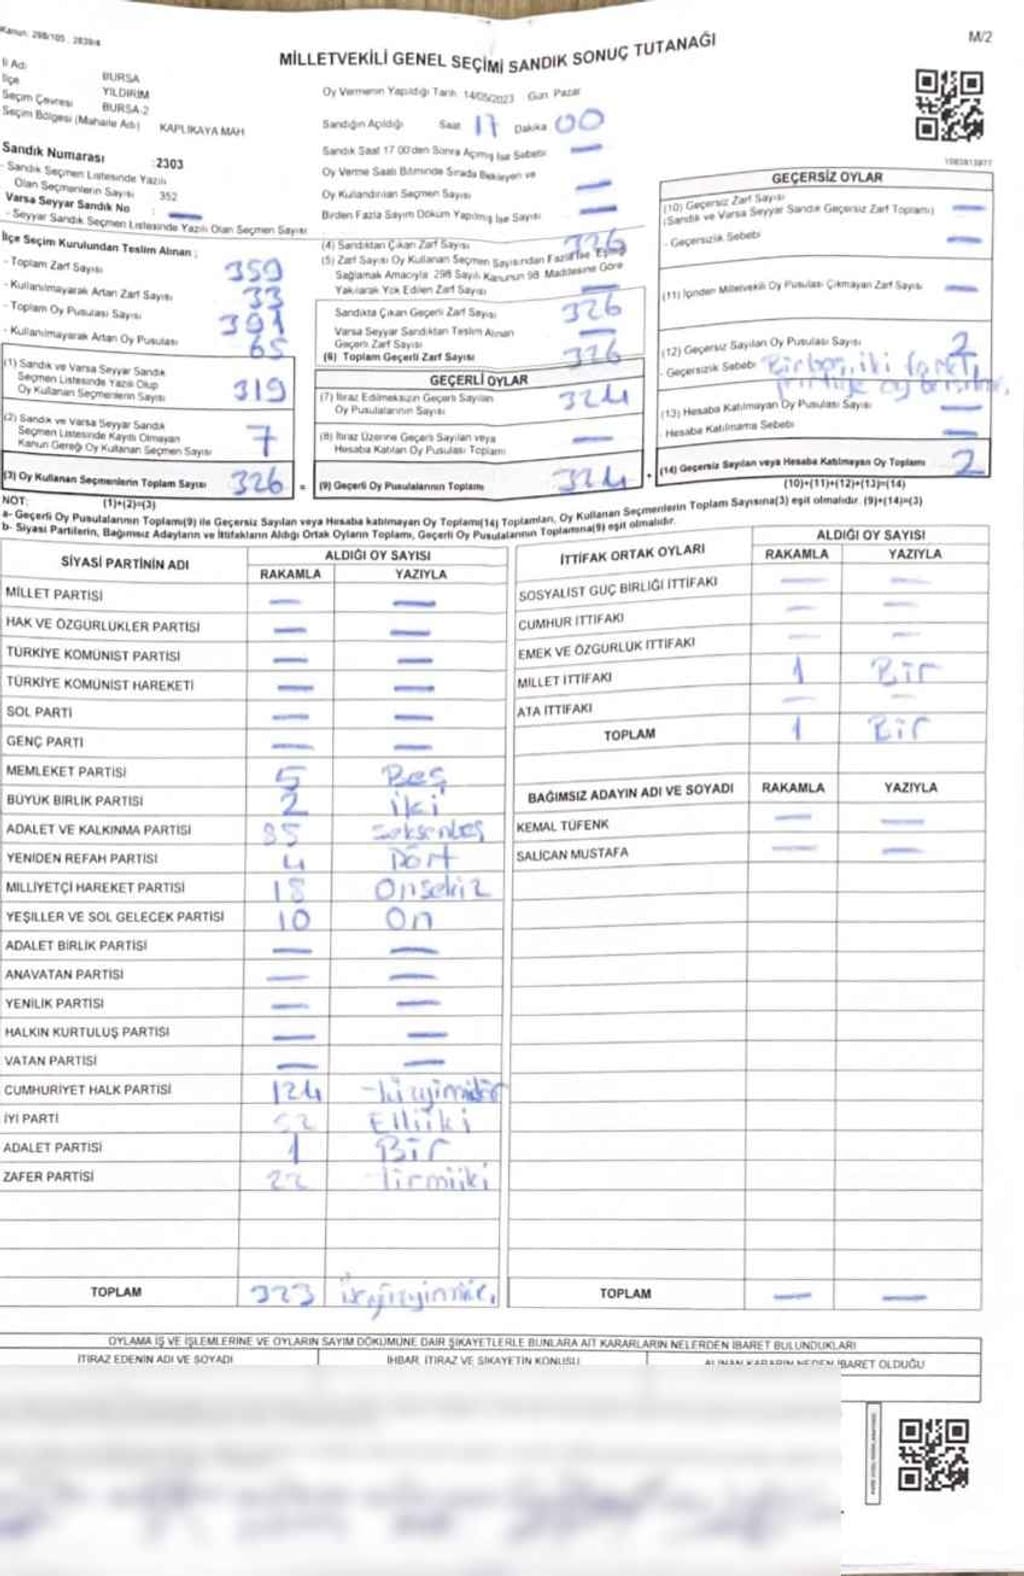 Kanun: 298/105, 2839/4
M/2
MİLLETVEKİLİ GENEL SEÇİMİ SANDIK SONUÇ TUTANAĞI
İl Adı BURSA
İlçe YILDIRIM
Seçim Çevresi BURSA-2
Seçim Bölgesi (Mahalle Adı) KAPLIKAYA MAH
Sandık Numarası : 2303
- Sandık Seçmen Listesinde Yazılı
Olan Seçmenlerin Sayısı 352
Varsa Seyyar Sandık No : —
- Seyyar Sandık Seçmen Listesinde Yazılı Olan Seçmen Sayısı
İlçe Seçim Kurulundan Teslim Alınan :
- Toplam Zarf Sayısı 359
- Kullanılmayarak Artan Zarf Sayısı 33
- Toplam Oy Pusulası Sayısı 391
- Kullanılmayarak Artan Oy Pusulası 65
(1) Sandık ve Varsa Seyyar Sandık
Seçmen Listesinde Yazılı Olup
Oy Kullanan Seçmenlerin Sayısı 319
(2) Sandık ve Varsa Seyyar Sandık
Seçmen Listesinde Kayıtlı Olmayan
Kanun Gereği Oy Kullanan Seçmen Sayısı 7
(3) Oy Kullanan Seçmenlerin Toplam Sayısı 326
(1)+(2)=(3)
Oy Vermenin Yapıldığı Tarih: 14/05/2023 Gün: Pazar
Sandığın Açıldığı Saat 17 Dakika 00
Sandık Saat 17 00'den Sonra Açmış İse Sebebi —
Oy Verme Saati Bitiminde Sırada Bekleyen ve
Oy Kullandırılan Seçmen Sayısı —
Birden Fazla Sayım Döküm Yapılmış İse Sayısı —
(4) Sandıktan Çıkan Zarf Sayısı 326
(5) Zarf Sayısı Oy Kullanan Seçmen Sayısından Fazla İse Eşitliği
Sağlamak Amacıyla 298 Sayılı Kanunun 98. Maddesine Göre
Yakılarak Yok Edilen Zarf Sayısı —
Sandıkta Çıkan Geçerli Zarf Sayısı 326
Varsa Seyyar Sandıktan Teslim Alınan
Geçerli Zarf Sayısı —
(6) Toplam Geçerli Zarf Sayısı 326
GEÇERLİ OYLAR
(7) İtiraz Edilmeksizin Geçerli Sayılan
Oy Pusulalarının Sayısı 324
(8) İtiraz Üzerine Geçerli Sayılan veya
Hesaba Katılan Oy Pusulası Toplamı —
= (9) Geçerli Oy Pusulalarının Toplamı 324 +
GEÇERSİZ OYLAR
(10) Geçersiz Zarf Sayısı
(Sandık ve Varsa Seyyar Sandık Geçersiz Zarf Toplamı) —
- Geçersizlik Sebebi —
(11) İçinden Milletvekili Oy Pusulası Çıkmayan Zarf Sayısı —
(12) Geçersiz Sayılan Oy Pusulası Sayısı 2
- Geçersizlik Sebebi
(13) Hesaba Katılmayan Oy Pusulası Sayısı —
- Hesaba Katılmama Sebebi —
(14) Geçersiz Sayılan veya Hesaba Katılmayan Oy Toplamı 2
(10)+(11)+(12)+(13)=(14)
NOT:
a- Geçerli Oy Pusulalarının Toplamı(9) ile Geçersiz Sayılan veya Hesaba katılmayan Oy Toplamı(14) Toplamları, Oy Kullanan Seçmenlerin Toplam Sayısına(3) eşit olmalıdır. (9)+(14)=(3)
b- Siyasi Partilerin, Bağımsız Adayların ve İttifakların Aldığı Ortak Oyların Toplamı, Geçerli Oy Pusulalarının Toplamına(9) eşit olmalıdır.
SİYASİ PARTİNİN ADI ALDIĞI OY SAYISI
RAKAMLA YAZIYLA
MİLLET PARTİSİ — —
HAK VE ÖZGÜRLÜKLER PARTİSİ — —
TÜRKİYE KOMÜNİST PARTİSİ — —
TÜRKİYE KOMÜNİST HAREKETİ — —
SOL PARTİ — —
GENÇ PARTİ — —
MEMLEKET PARTİSİ 5 Beş
BÜYÜK BİRLİK PARTİSİ 2 iki
ADALET VE KALKINMA PARTİSİ 85 Seksenbeş
YENİDEN REFAH PARTİSİ 4 Dört
MİLLİYETÇİ HAREKET PARTİSİ 18 Onsekiz
YEŞİLLER VE SOL GELECEK PARTİSİ 10 On
ADALET BİRLİK PARTİSİ — —
ANAVATAN PARTİSİ — —
YENİLİK PARTİSİ — —
HALKIN KURTULUŞ PARTİSİ — —
VATAN PARTİSİ — —
CUMHURİYET HALK PARTİSİ 124
İYİ PARTİ 52 Elliiki
ADALET PARTİSİ 1 Bir
ZAFER PARTİSİ 22 Yirmiiki
TOPLAM 323
İTTİFAK ORTAK OYLARI ALDIĞI OY SAYISI
RAKAMLA YAZIYLA
SOSYALİST GÜÇ BİRLİĞİ İTTİFAKI — —
CUMHUR İTTİFAKI — —
EMEK VE ÖZGÜRLÜK İTTİFAKI — —
MİLLET İTTİFAKI 1 Bir
ATA İTTİFAKI — —
TOPLAM 1 Bir
BAĞIMSIZ ADAYIN ADI VE SOYADI RAKAMLA YAZIYLA
KEMAL TÜFENK — —
SALİCAN MUSTAFA — —
TOPLAM — —
OYLAMA İŞ VE İŞLEMLERİNE VE OYLARIN SAYIM DÖKÜMÜNE DAİR ŞİKAYETLERLE BUNLARA AİT KARARLARIN NELERDEN İBARET BULUNDUKLARI
İTİRAZ EDENİN ADI VE SOYADI İHBAR, İTİRAZ VE ŞİKAYETİN KONUSU ALINAN KARARIN NEDEN İBARET OLDUĞU